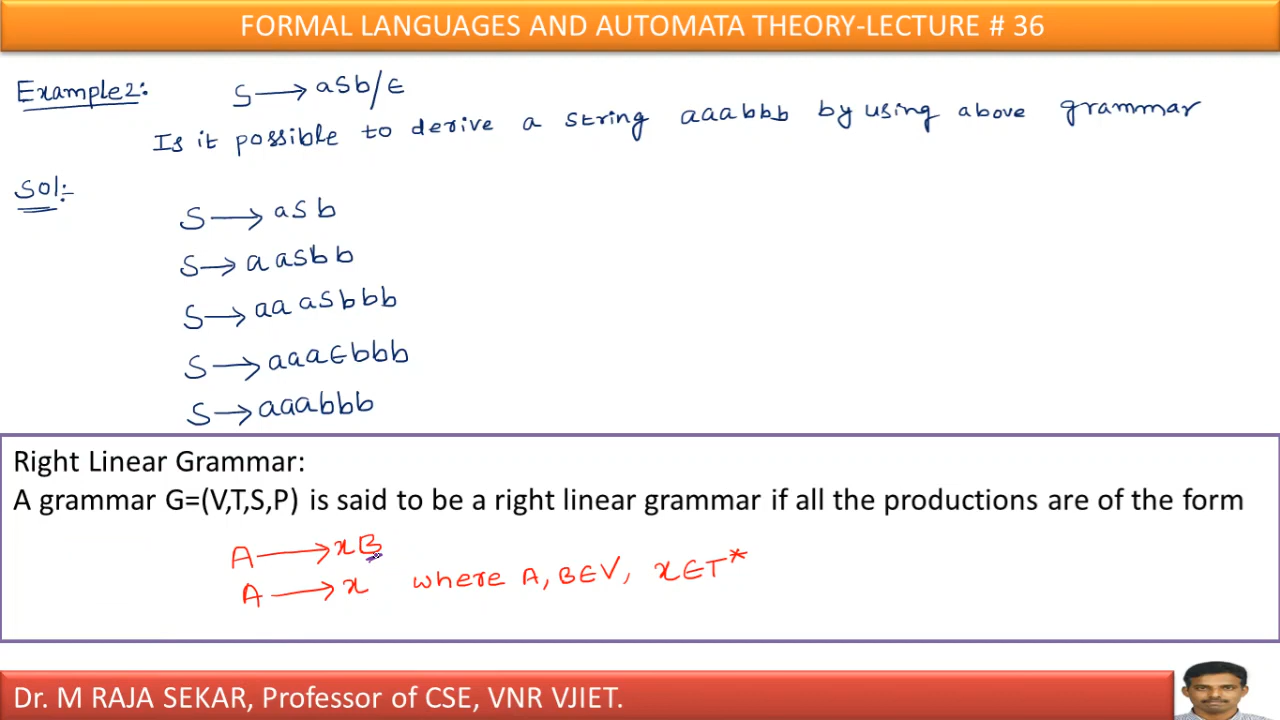 FORMAL LANGUAGES AND AUTOMATA THEORY-LECTURE # 36
Example2: S → aSb/ϵ
Is it possible to derive a string aaabbb by using above grammar
Sol:
S → aSb
S → aaSbb
S → aaaSbbb
S → aaaϵbbb
S → aaabbb
Right Linear Grammar:
A grammar G=(V,T,S,P) is said to be a right linear grammar if all the productions are of the form
A → xB
A → x where A, B∈V, x∈T*
Dr. M RAJA SEKAR, Professor of CSE, VNR VJIET.